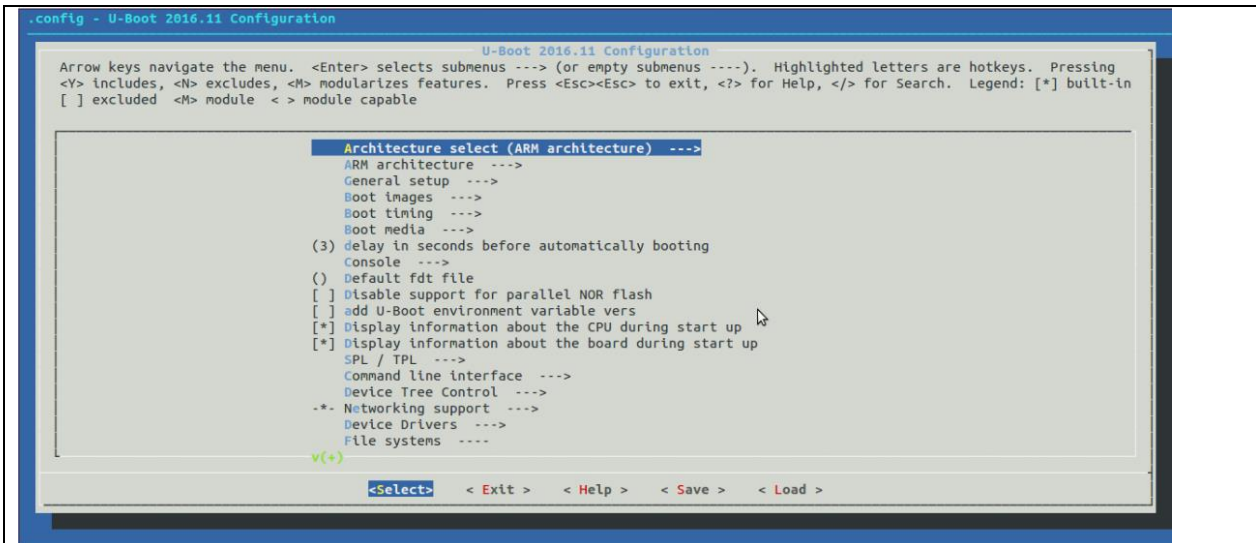 .config - U-Boot 2016.11 Configuration
U-Boot 2016.11 Configuration
Arrow keys navigate the menu.  <Enter> selects submenus ---> (or empty submenus ----).  Highlighted letters are hotkeys.  Pressing
<Y> includes, <N> excludes, <M> modularizes features.  Press <Esc><Esc> to exit, <?> for Help, </> for Search.  Legend: [*] built-in
[ ] excluded  <M> module  < > module capable
Architecture select (ARM architecture)  --->
ARM architecture  --->
General setup  --->
Boot images  --->
Boot timing  --->
Boot media  --->
(3) delay in seconds before automatically booting
Console  --->
() Default fdt file
[ ] Disable support for parallel NOR flash
[ ] add U-Boot environment variable vers
[*] Display information about the CPU during start up
[*] Display information about the board during start up
SPL / TPL  --->
Command line interface  --->
Device Tree Control  --->
-*- Networking support  --->
Device Drivers  --->
File systems  ----
v(+)
<Select>    < Exit >    < Help >    < Save >    < Load >